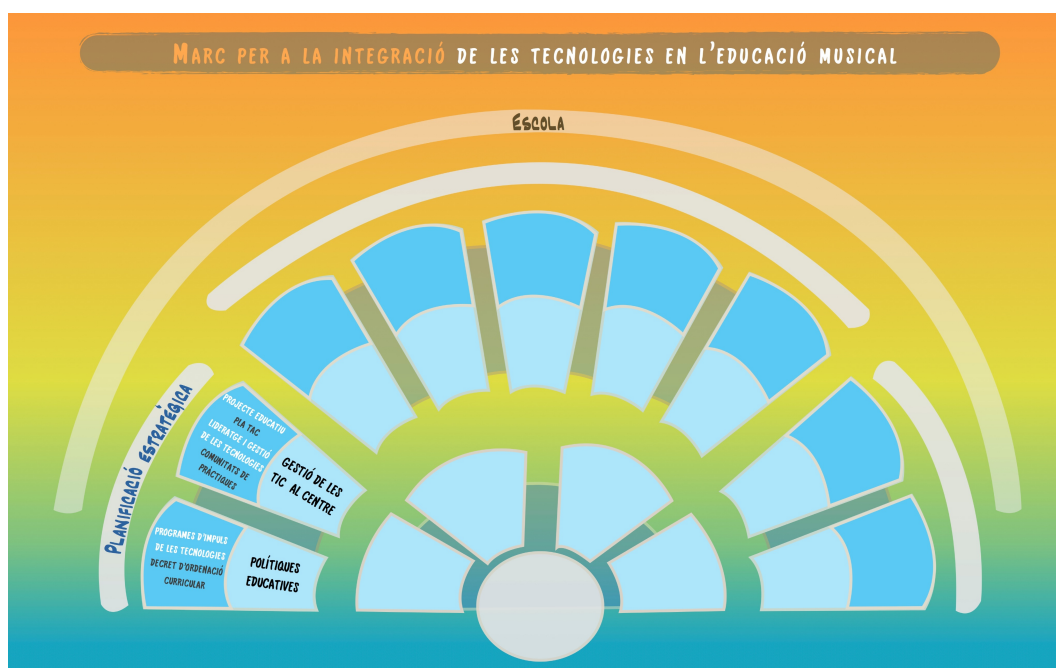 Marc per a la integració de les tecnologies en l'educació musical
Escola
Planificació estratègica
Projecte educatiu
Pla TAC
Lideratge i gestió
de les tecnologies
Comunitats de
pràctiques
Gestió de les
TIC al centre
Programes d'impuls
de les tecnologies
Decret d'ordenació
curricular
Polítiques
educatives